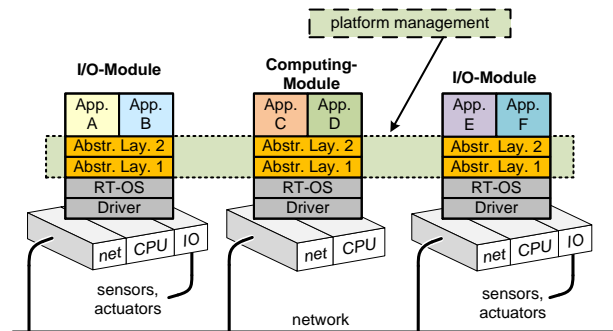 platform management
I/O-Module
Computing-
Module
I/O-Module
App.
A
App.
B
App.
C
App.
D
App.
E
App.
F
Abstr. Lay. 2
Abstr. Lay. 2
Abstr. Lay. 2
Abstr. Lay. 1
Abstr. Lay. 1
Abstr. Lay. 1
RT-OS
RT-OS
RT-OS
Driver
Driver
Driver
net CPU IO
net CPU
net CPU IO
sensors,
actuators
sensors,
actuators
network